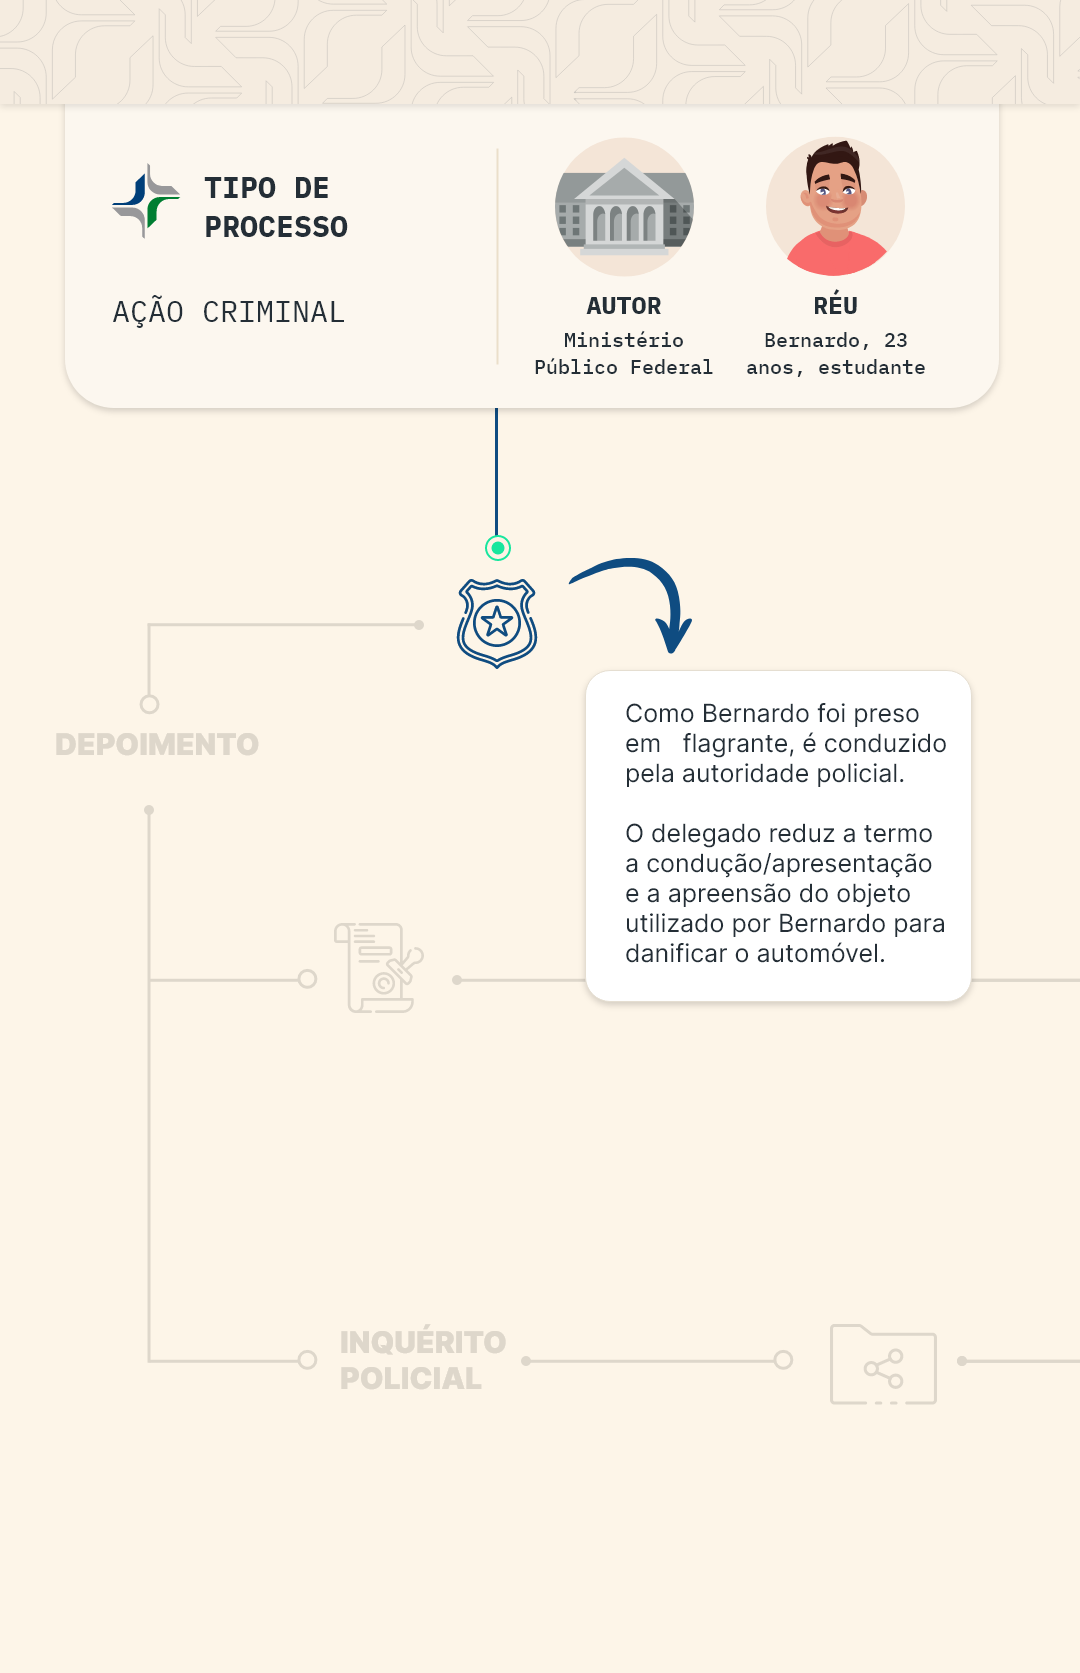 TIPO DE
PROCESSO
AÇÃO CRIMINAL
AUTOR
Ministério
Público Federal
RÉU
Bernardo, 23
anos, estudante
Como Bernardo foi preso
em flagrante, é conduzido
pela autoridade policial.
O delegado reduz a termo
a condução/apresentação
e a apreensão do objeto
utilizado por Bernardo para
danificar o automóvel.
DEPOIMENTO
INQUÉRITO
POLICIAL